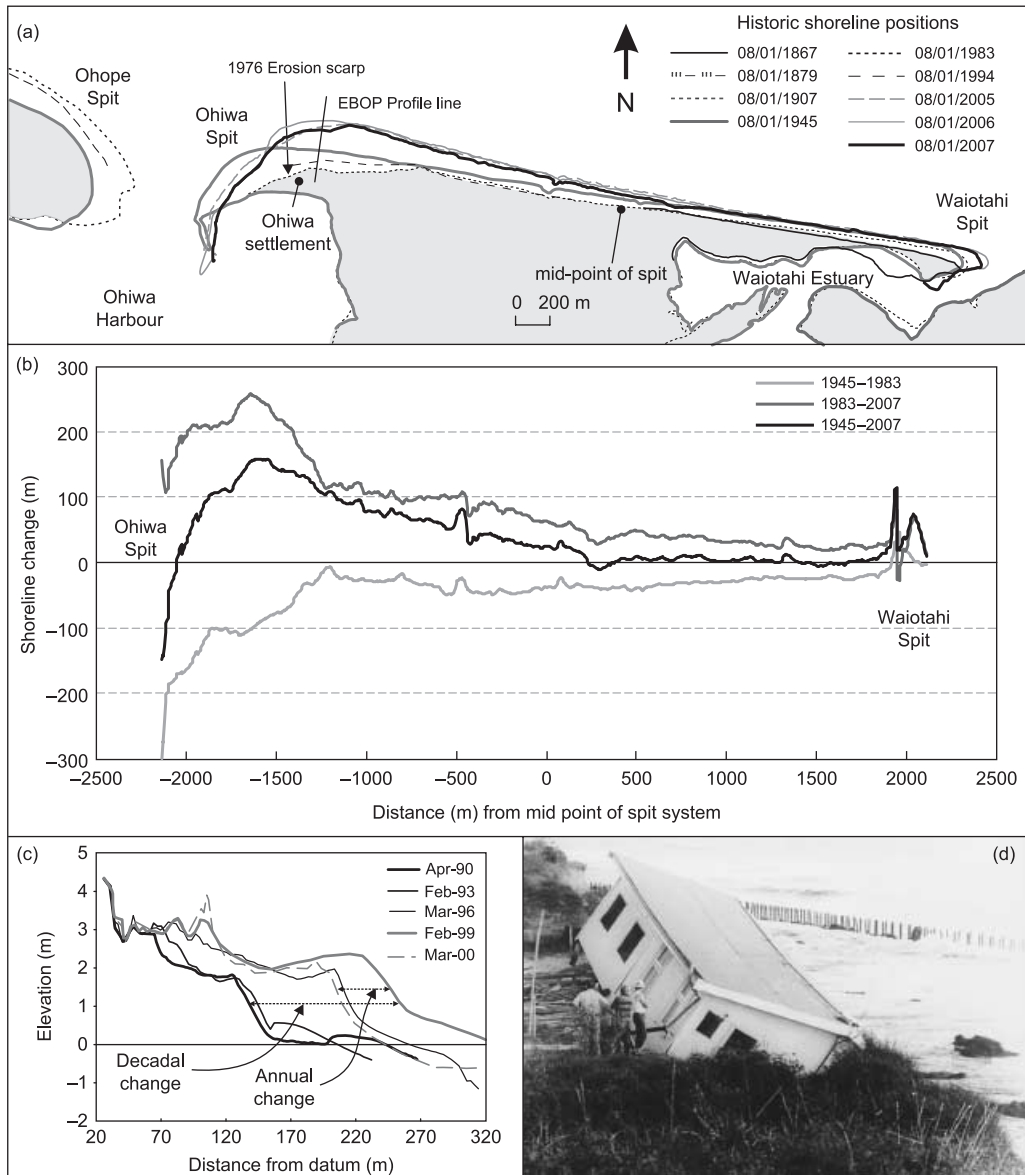 (a)
Ohope
Spit
1976 Erosion scarp
EBOP Profile line
Ohiwa
Spit
Ohiwa
settlement
Ohiwa
Harbour
N
Historic shoreline positions
08/01/1867
08/01/1879
08/01/1907
08/01/1945
08/01/1983
08/01/1994
08/01/2005
08/01/2006
08/01/2007
Waiotahi
Spit
mid-point of spit
Waiotahi Estuary
0 200 m
(b)
Shoreline change (m)
300
200
100
0
–100
–200
–300
1945–1983
1983–2007
1945–2007
Ohiwa
Spit
Waiotahi
Spit
–2500 –2000 –1500 –1000 –500 0 500 1000 1500 2000 2500
Distance (m) from mid point of spit system
(c)
Elevation (m)
5
4
3
2
1
0
–1
–2
Apr-90
Feb-93
Mar-96
Feb-99
Mar-00
Decadal
change
Annual
change
20 70 120 170 220 270 320
Distance from datum (m)
(d)